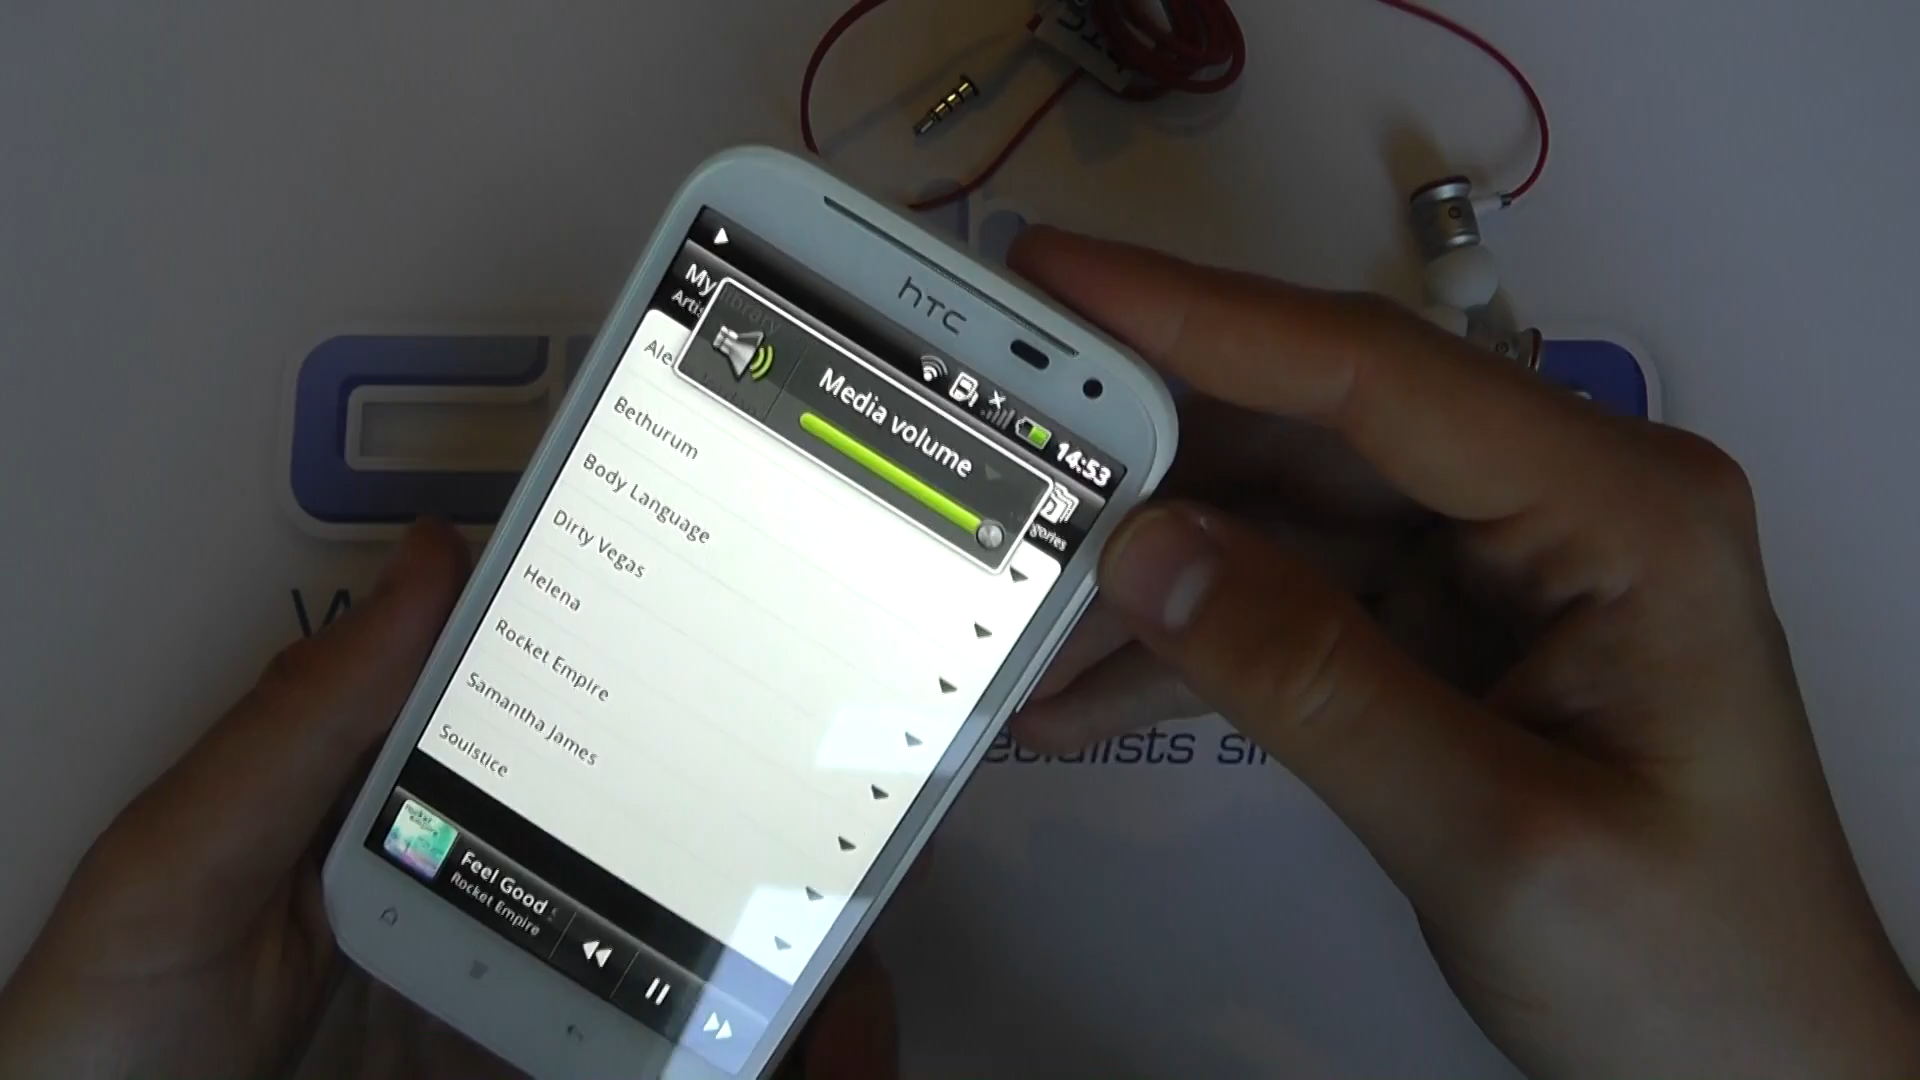 hTC
14:53
My library
Media volume
Bethurum
Body Language
Dirty Vegas
Helena
Rocket Empire
Samantha James
Soulstice
Feel Good
Rocket Empire